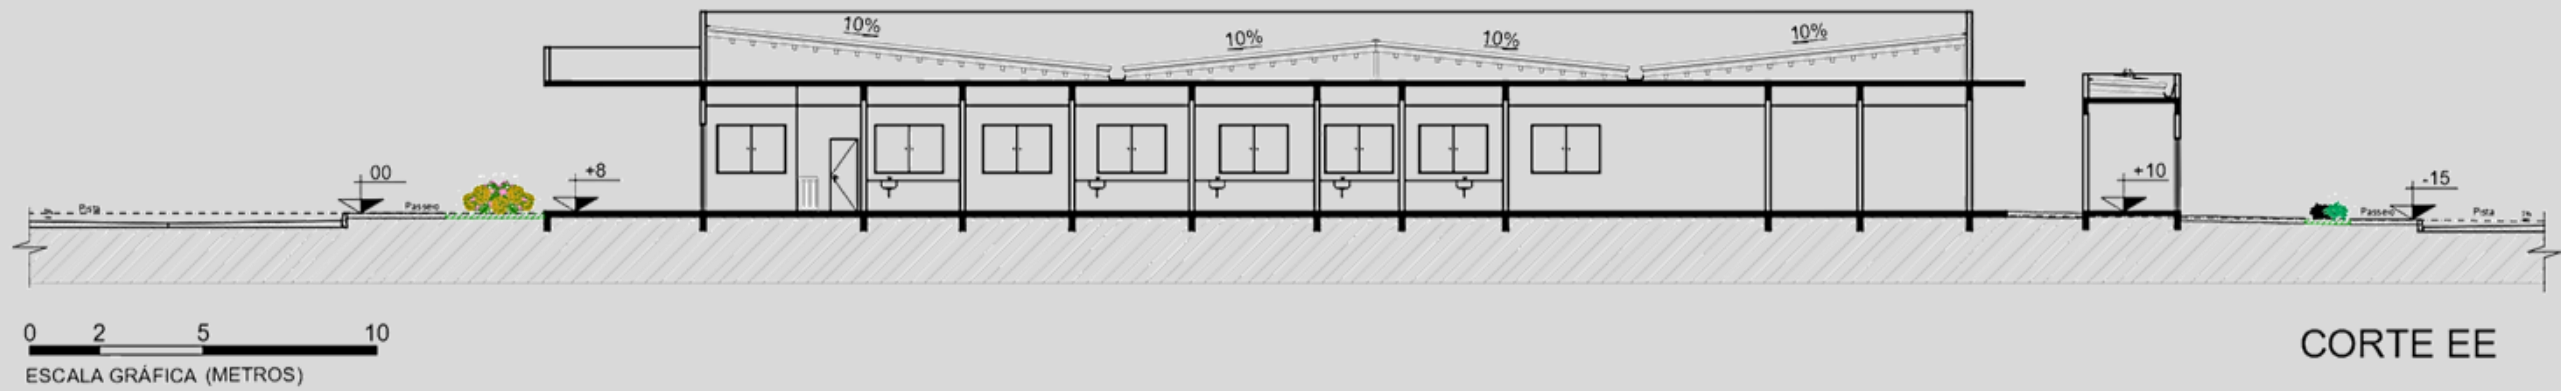 10%
10%
10%
10%
00
+8
+10
-15
Pista
Passeio
Passeio
Pista
0 2 5 10
ESCALA GRÁFICA (METROS)
CORTE EE